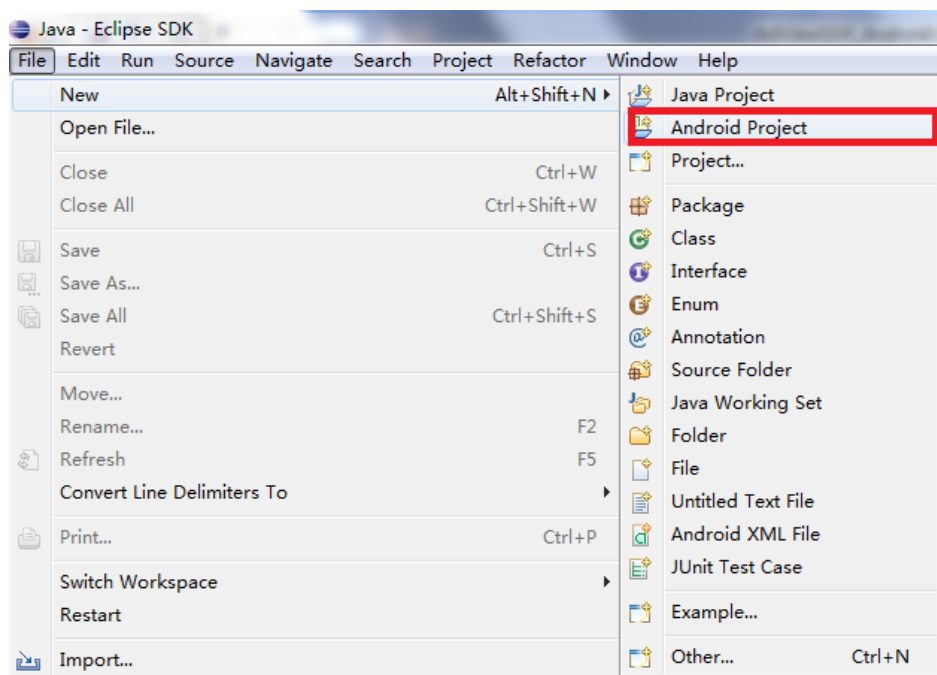 Java - Eclipse SDK
File Edit Run Source Navigate Search Project Refactor Window Help
New Alt+Shift+N
Open File...
Close Ctrl+W
Close All Ctrl+Shift+W
Save Ctrl+S
Save As...
Save All Ctrl+Shift+S
Revert
Move...
Rename... F2
Refresh F5
Convert Line Delimiters To
Print... Ctrl+P
Switch Workspace
Restart
Import...
Java Project
Android Project
Project...
Package
Class
Interface
Enum
Annotation
Source Folder
Java Working Set
Folder
File
Untitled Text File
Android XML File
JUnit Test Case
Example...
Other... Ctrl+N